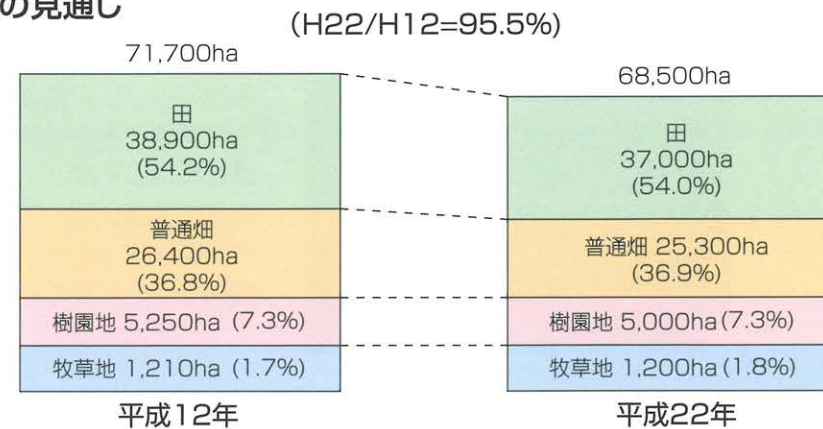 の見通し
(H22/H12=95.5%)
71,700ha
田
38,900ha
(54.2%)
普通畑
26,400ha
(36.8%)
樹園地 5,250ha (7.3%)
牧草地 1,210ha (1.7%)
平成12年
68,500ha
田
37,000ha
(54.0%)
普通畑 25,300ha
(36.9%)
樹園地 5,000ha(7.3%)
牧草地 1,200ha(1.8%)
平成22年